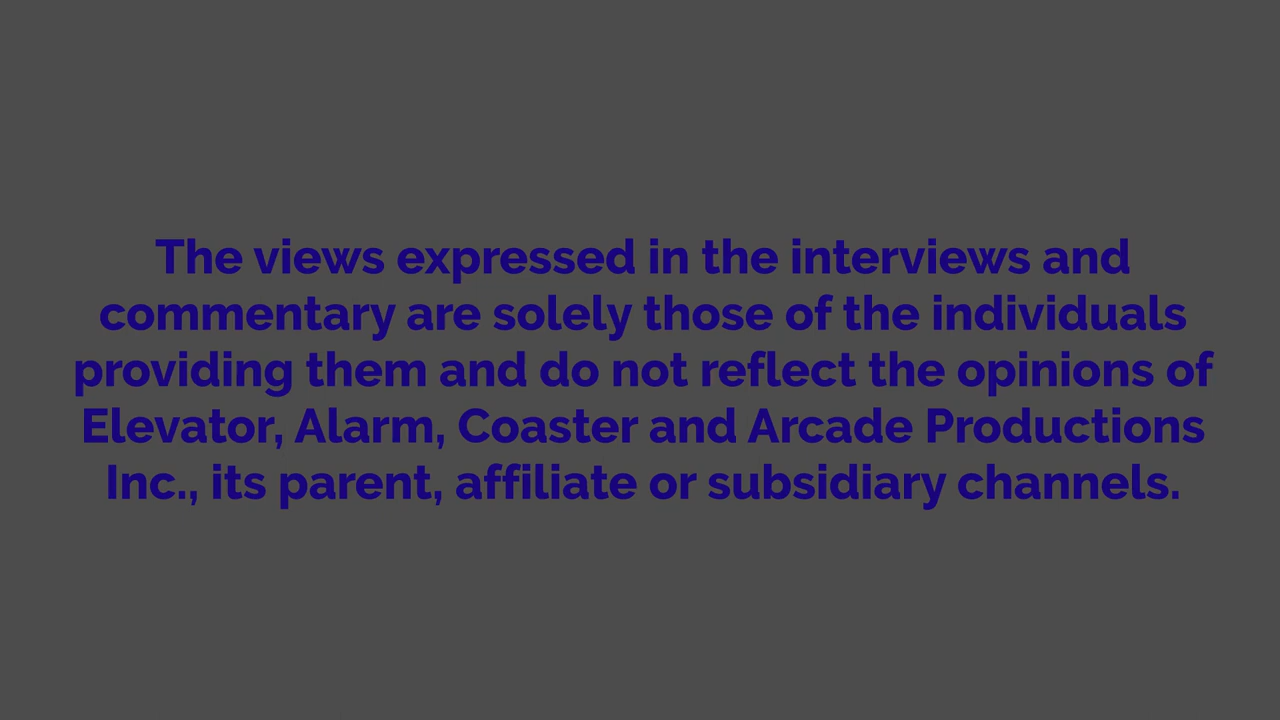 The views expressed in the interviews and
commentary are solely those of the individuals
providing them and do not reflect the opinions of
Elevator, Alarm, Coaster and Arcade Productions
Inc., its parent, affiliate or subsidiary channels.